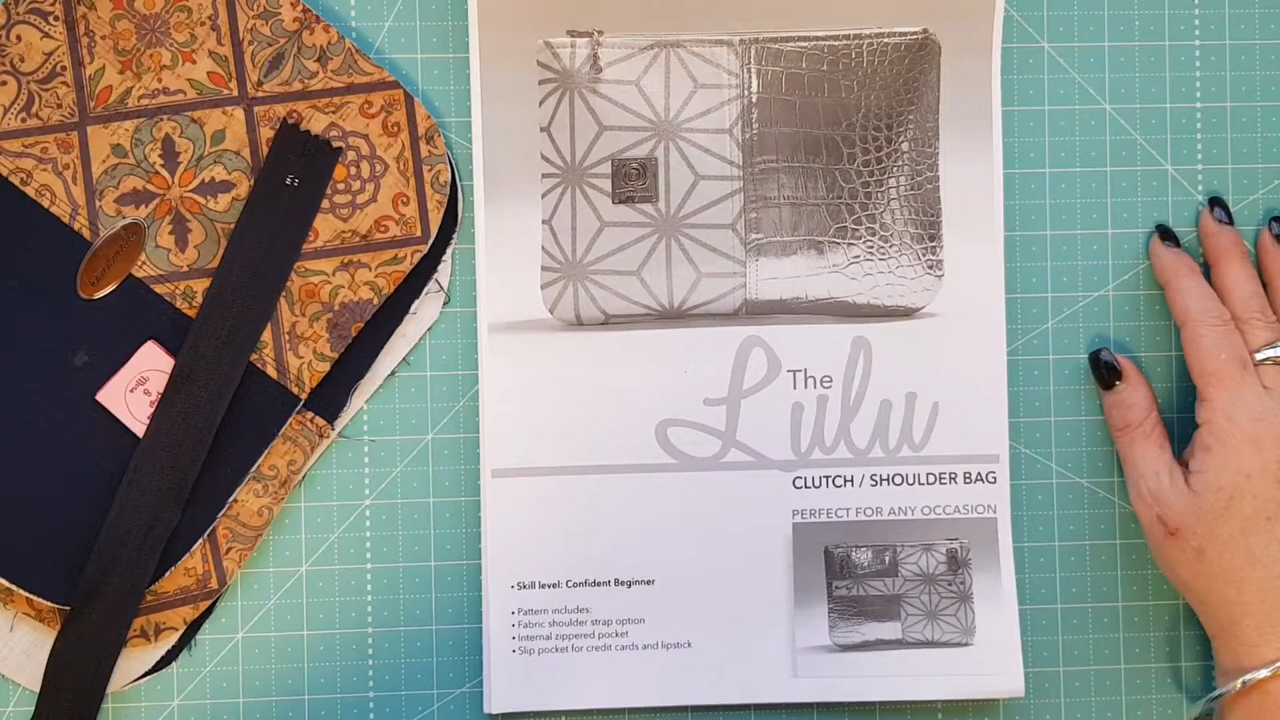 The
Lulu
CLUTCH / SHOULDER BAG
PERFECT FOR ANY OCCASION
• Skill level: Confident Beginner
• Pattern includes:
• Fabric shoulder strap option
• Internal zippered pocket
• Slip pocket for credit cards and lipstick